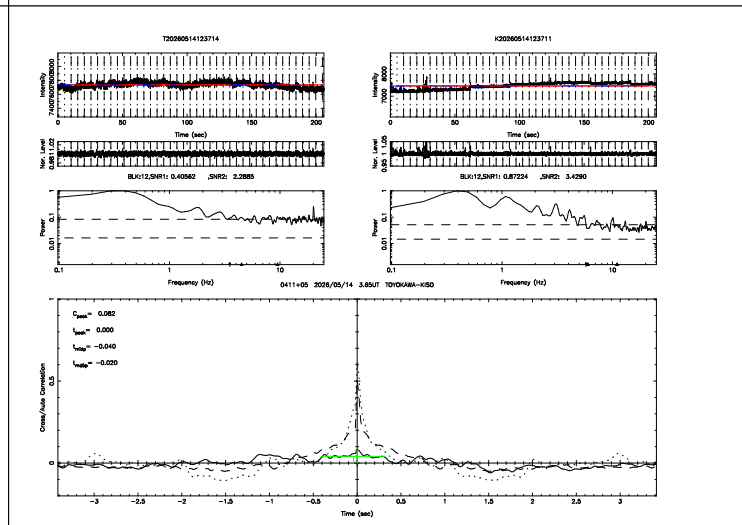 T20260514123714
K20260514123711
Intensity
7400 7600 7800 8000
0 50 100 150 200
Time (sec)
Intensity
7000 8000
0 50 100 150 200
Time (sec)
Nor. Level
0.98 1 1.02
Nor. Level
0.95 1 1.05
BLK:12,SNR1: 0.40562 ,SNR2: 2.2885
BLK:12,SNR1: 0.87224 ,SNR2: 3.4290
Power
1
0.1
0.01
0.1 1 10
Frequency (Hz)
Power
1
0.1
0.01
0.1 1 10
Frequency (Hz)
0411+05 2026/05/14 3.65UT TOYOKAWA-KISO
Cross/Auto Correlation
1
0.5
0
Cpeak= 0.082
tpeak= 0.000
tmidp= -0.040
-0.020
-3 -2.5 -2 -1.5 -1 -0.5 0 0.5 1 1.5 2 2.5 3
Time (sec)